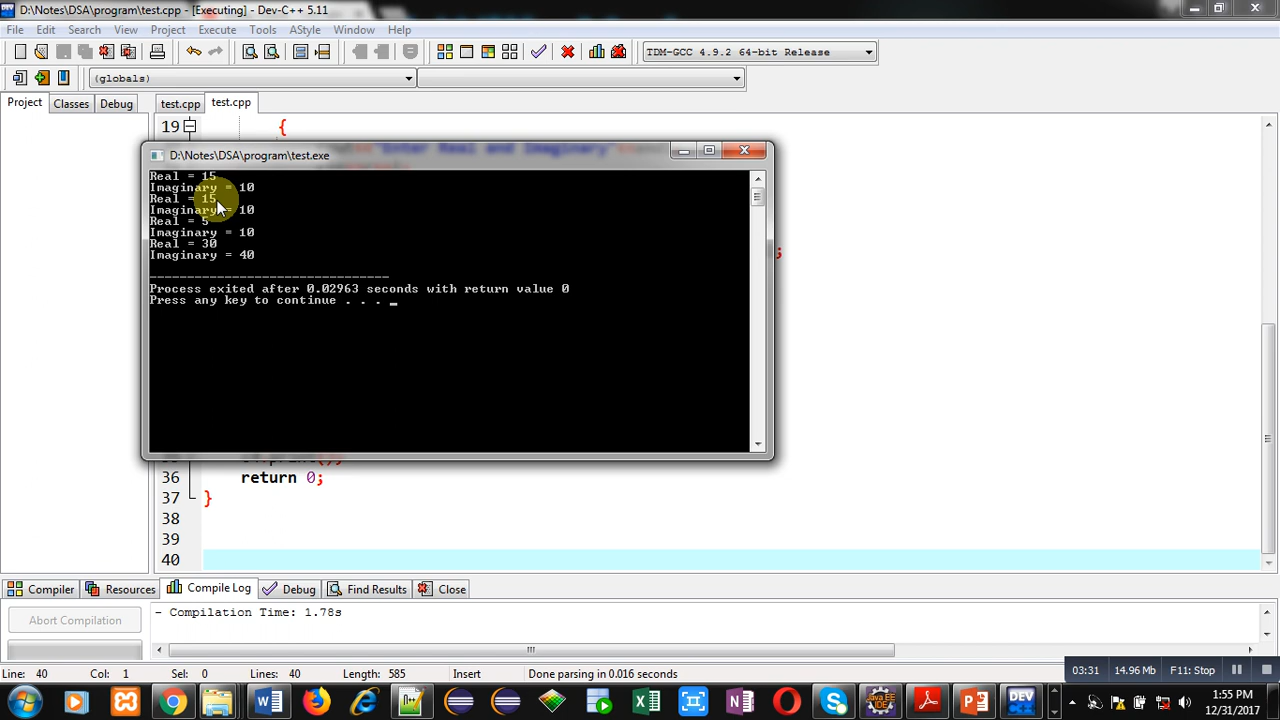 D:\Notes\DSA\program\test.cpp - [Executing] - Dev-C++ 5.11
File Edit Search View Project Execute Tools AStyle Window Help
TDM-GCC 4.9.2 64-bit Release
(globals)
Project Classes Debug test.cpp test.cpp
19 {
"Enter Real and Imaginary"
D:\Notes\DSA\program\test.exe
Real = 15
Imaginary = 10
Real = 15
Imaginary = 10
Real = 5
Imaginary = 10
Real = 30
Imaginary = 40
--------------------------------
Process exited after 0.02963 seconds with return value 0
Press any key to continue . . . _
;
36 return 0;
37 }
38
39
40
Compiler Resources Compile Log Debug Find Results Close
Abort Compilation
- Compilation Time: 1.78s
Line: 40 Col: 1 Sel: 0 Lines: 40 Length: 585 Insert Done parsing in 0.016 seconds
03:31 14.96 Mb F11: Stop
DEV
1:55 PM
12/31/2017